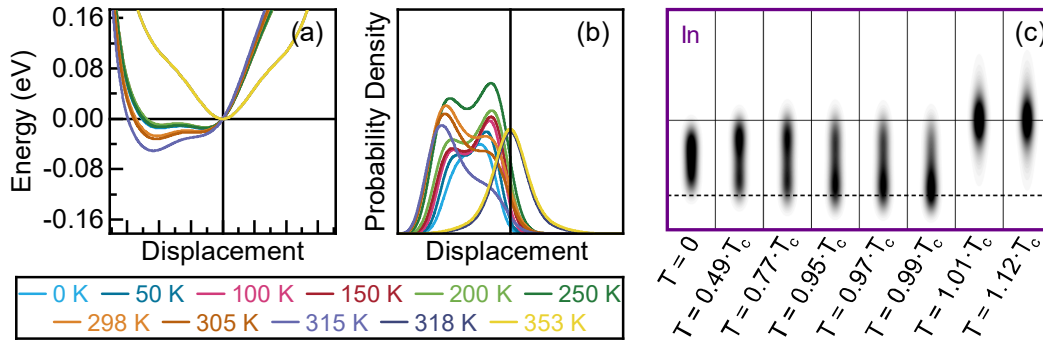 (a)
0.16
0.08
0.00
-0.08
-0.16
Energy (eV)
Displacement
(b)
Probability Density
Displacement
0 K 50 K 100 K 150 K 200 K 250 K
298 K 305 K 315 K 318 K 353 K
In
(c)
T = 0
T = 0.49·Tc
T = 0.77·Tc
T = 0.95·Tc
T = 0.97·Tc
T = 0.99·Tc
T = 1.01·Tc
T = 1.12·Tc